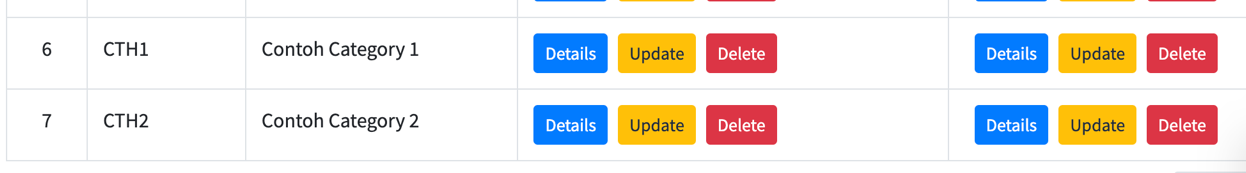 6 CTH1 Contoh Category 1 Details Update Delete Details Update Delete
7 CTH2 Contoh Category 2 Details Update Delete Details Update Delete